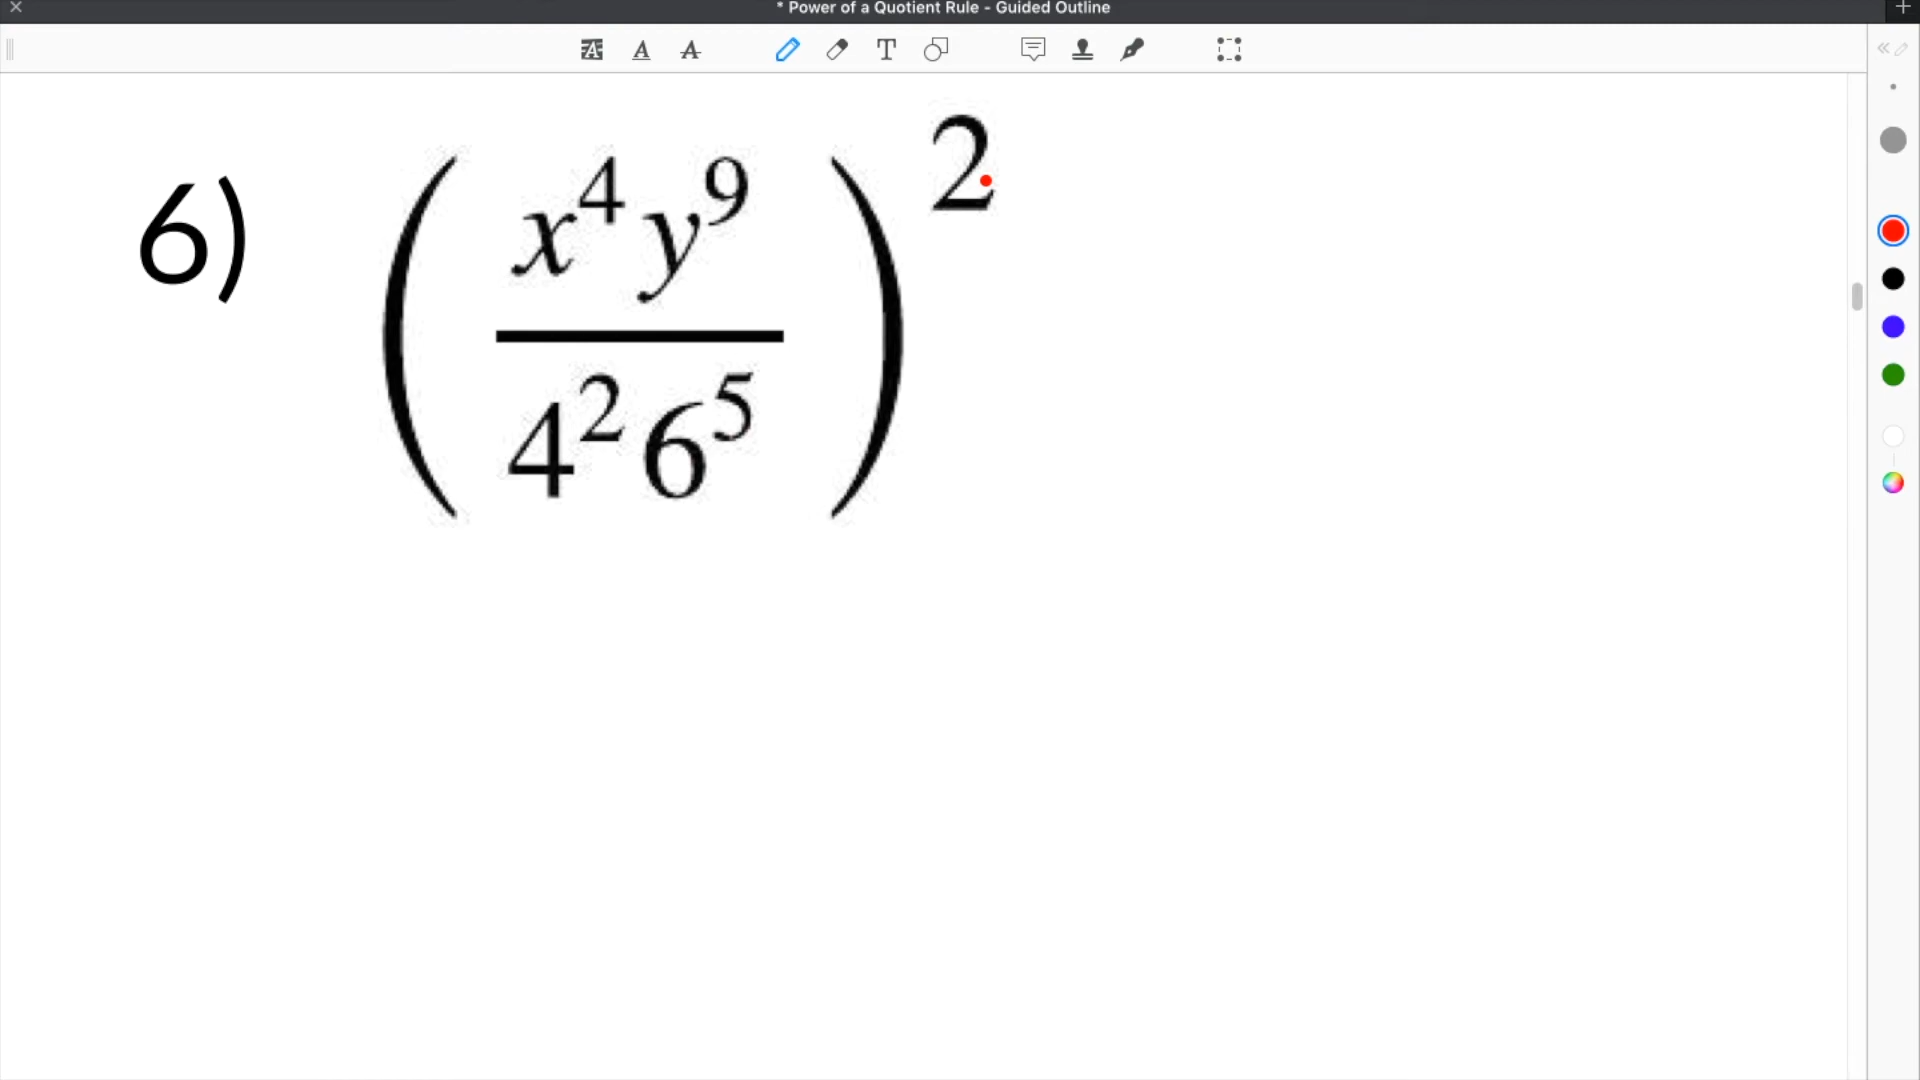 * Power of a Quotient Rule - Guided Outline
A A A T
6) (x⁴y⁹ / 4²6⁵)²